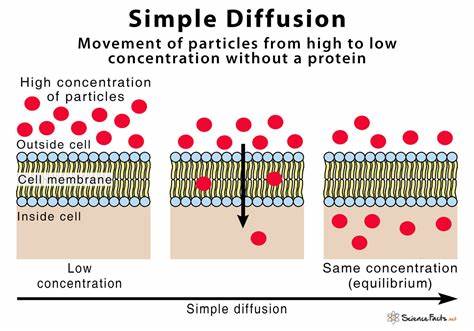 Simple Diffusion
Movement of particles from high to low
concentration without a protein
High concentration
of particles
Outside cell
Cell membrane
Inside cell
Low
concentration
Same concentration
(equilibrium)
Simple diffusion
ScienceFacts.net